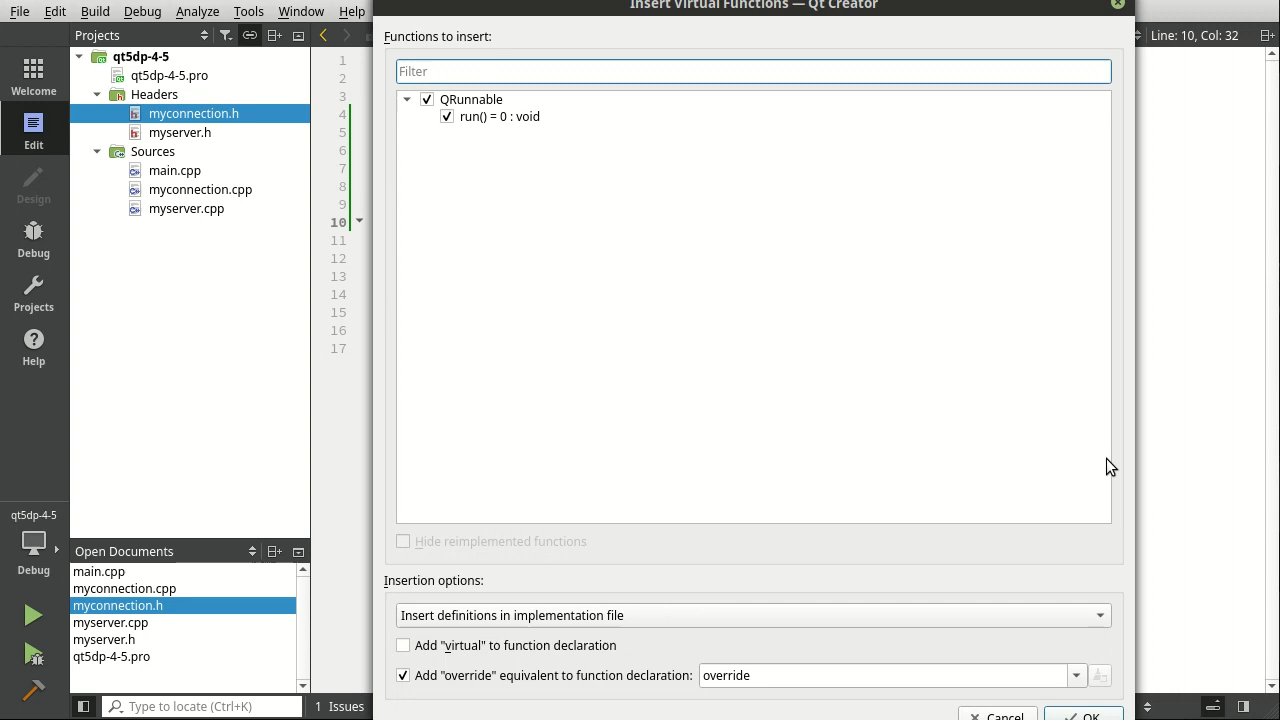 File Edit Build Debug Analyze Tools Window Help
Insert Virtual Functions — Qt Creator
Projects
Line: 10, Col: 32
Welcome
Edit
Design
Debug
Projects
Help
qt5dp-4-5
Debug
qt5dp-4-5
qt5dp-4-5.pro
Headers
myconnection.h
myserver.h
Sources
main.cpp
myconnection.cpp
myserver.cpp
Open Documents
main.cpp
myconnection.cpp
myconnection.h
myserver.cpp
myserver.h
qt5dp-4-5.pro
Type to locate (Ctrl+K)
1 Issues
1
2
3
4
5
6
7
8
9
10
11
12
13
14
15
16
17
Functions to insert:
Filter
QRunnable
run() = 0 : void
Hide reimplemented functions
Insertion options:
Insert definitions in implementation file
Add "virtual" to function declaration
Add "override" equivalent to function declaration: override
Cancel OK